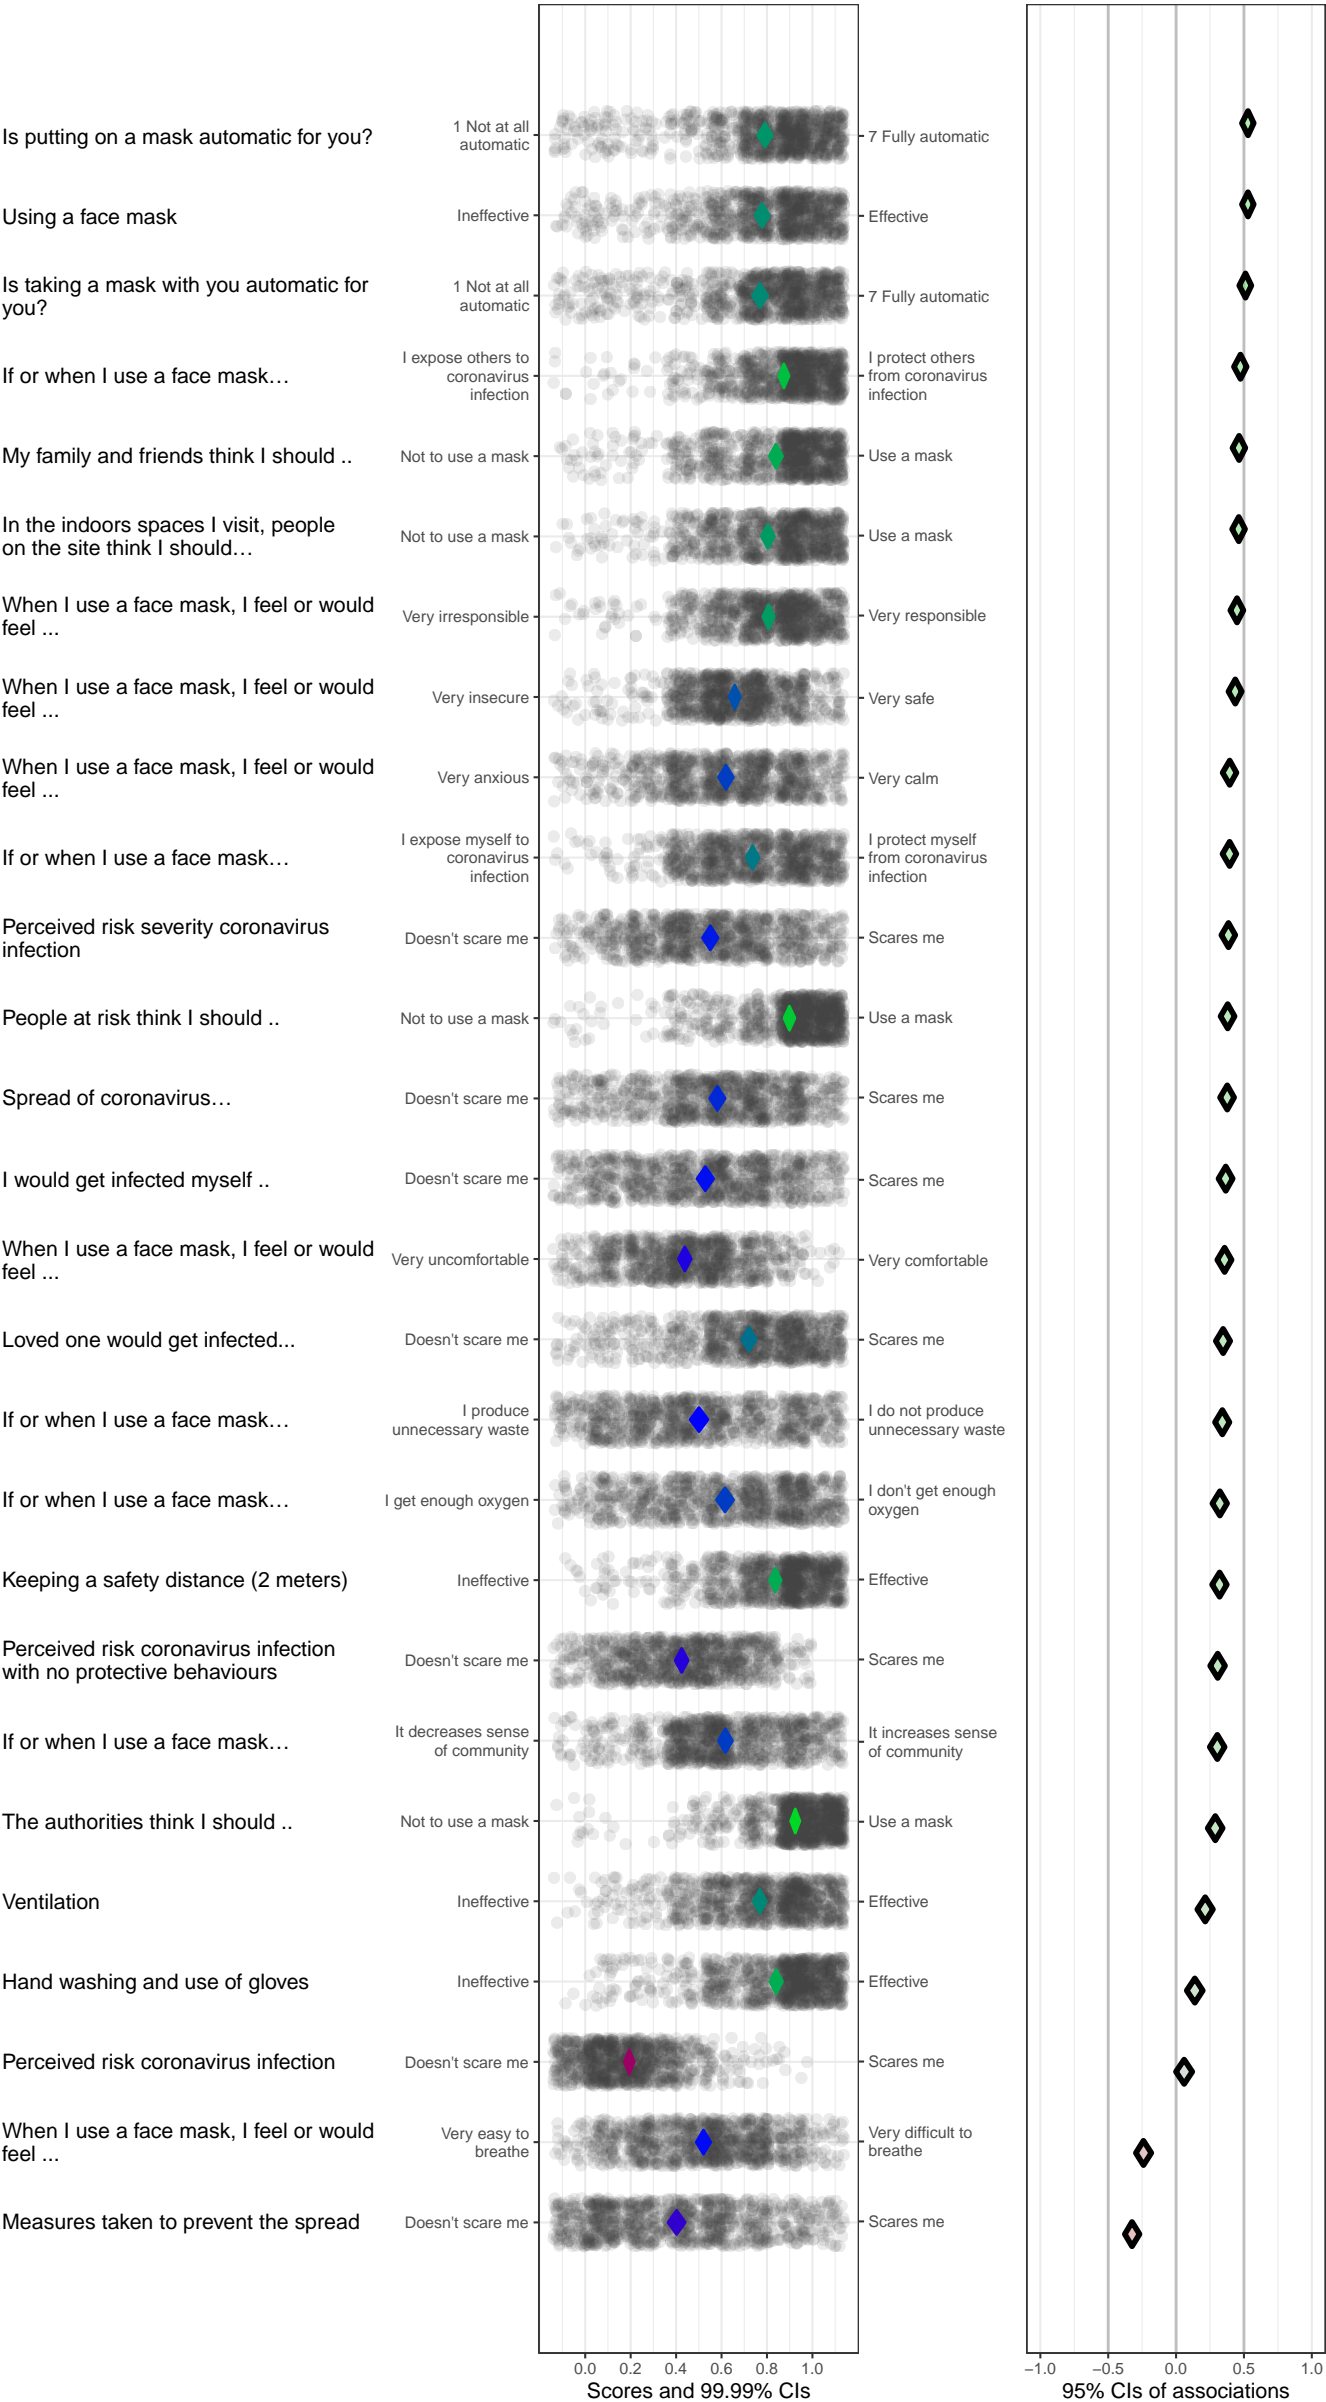 Is putting on a mask automatic for you?
1 Not at all
automatic
7 Fully automatic
Using a face mask
Ineffective
Effective
Is taking a mask with you automatic for
you?
1 Not at all
automatic
7 Fully automatic
If or when I use a face mask…
I expose others to
coronavirus
infection
I protect others
from coronavirus
infection
My family and friends think I should ..
Not to use a mask
Use a mask
In the indoors spaces I visit, people
on the site think I should…
Not to use a mask
Use a mask
When I use a face mask, I feel or would
feel ...
Very irresponsible
Very responsible
When I use a face mask, I feel or would
feel ...
Very insecure
Very safe
When I use a face mask, I feel or would
feel ...
Very anxious
Very calm
If or when I use a face mask…
I expose myself to
coronavirus
infection
I protect myself
from coronavirus
infection
Perceived risk severity coronavirus
infection
Doesn't scare me
Scares me
People at risk think I should ..
Not to use a mask
Use a mask
Spread of coronavirus…
Doesn't scare me
Scares me
I would get infected myself ..
Doesn't scare me
Scares me
When I use a face mask, I feel or would
feel ...
Very uncomfortable
Very comfortable
Loved one would get infected...
Doesn't scare me
Scares me
If or when I use a face mask…
I produce
unnecessary waste
I do not produce
unnecessary waste
If or when I use a face mask…
I get enough oxygen
I don't get enough
oxygen
Keeping a safety distance (2 meters)
Ineffective
Effective
Perceived risk coronavirus infection
with no protective behaviours
Doesn't scare me
Scares me
If or when I use a face mask…
It decreases sense
of community
It increases sense
of community
The authorities think I should ..
Not to use a mask
Use a mask
Ventilation
Ineffective
Effective
Hand washing and use of gloves
Ineffective
Effective
Perceived risk coronavirus infection
Doesn't scare me
Scares me
When I use a face mask, I feel or would
feel ...
Very easy to
breathe
Very difficult to
breathe
Measures taken to prevent the spread
Doesn't scare me
Scares me
0.0 0.2 0.4 0.6 0.8 1.0
Scores and 99.99% CIs
−1.0 −0.5 0.0 0.5 1.0
95% CIs of associations